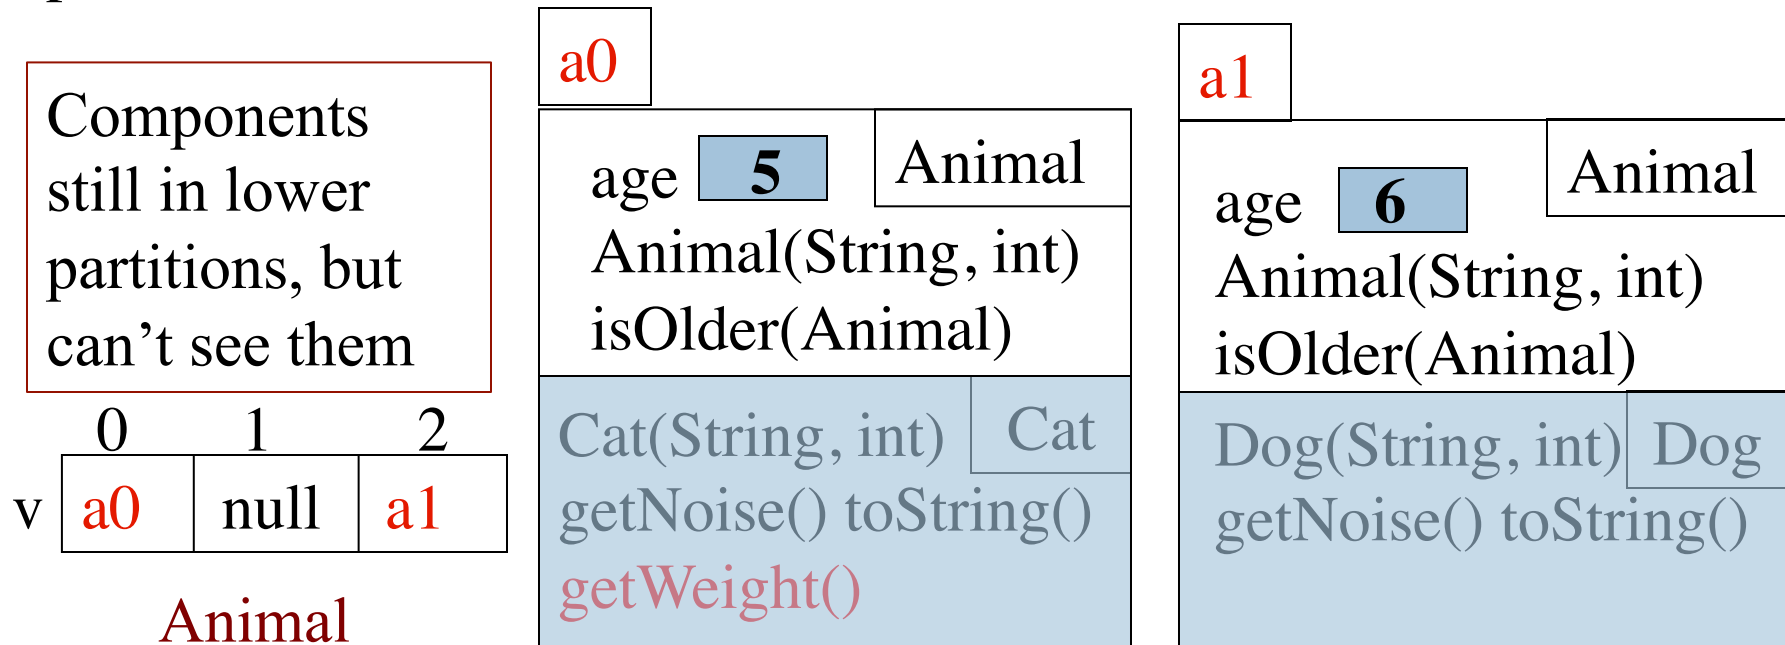 Components
still in lower
partitions, but
can’t see them
0 1 2
v a0 null a1
Animal
a0
age 5 Animal
Animal(String, int)
isOlder(Animal)
Cat(String, int) Cat
getNoise() toString()
getWeight()
a1
age 6 Animal
Animal(String, int)
isOlder(Animal)
Dog(String, int) Dog
getNoise() toString()